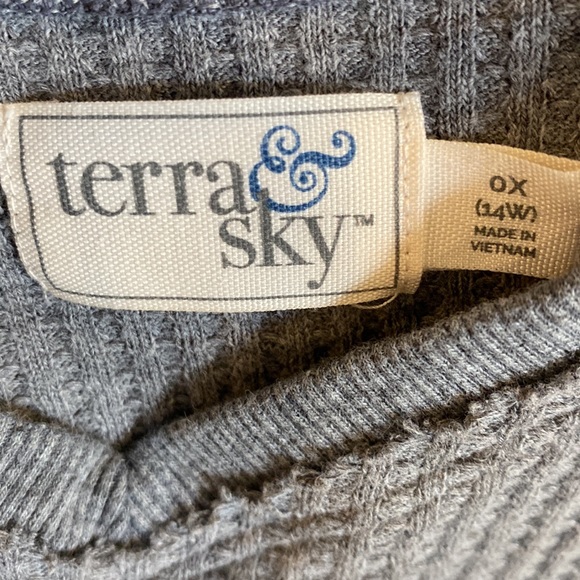 terra &
sky™
0X
(14W)
MADE IN
VIETNAM